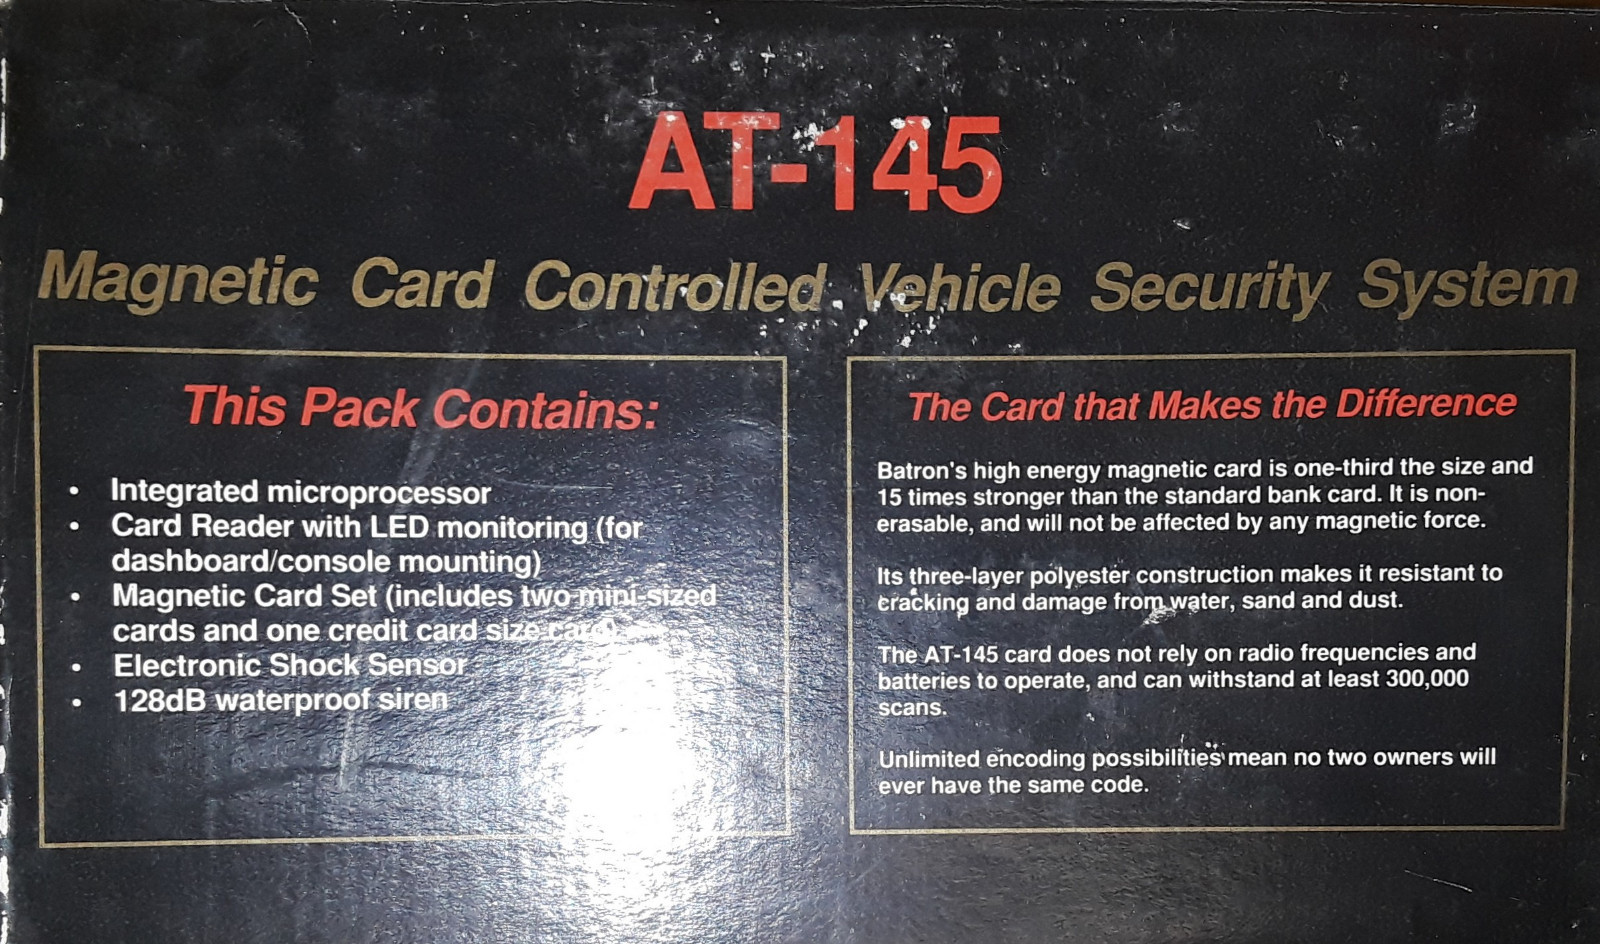 AT-145
Magnetic Card Controlled Vehicle Security System
This Pack Contains:
• Integrated microprocessor
• Card Reader with LED monitoring (for
dashboard/console mounting)
• Magnetic Card Set (includes two mini-sized
cards and one credit card size card)
• Electronic Shock Sensor
• 128dB waterproof siren
The Card that Makes the Difference
Batron's high energy magnetic card is one-third the size and
15 times stronger than the standard bank card. It is non-
erasable, and will not be affected by any magnetic force.
Its three-layer polyester construction makes it resistant to
cracking and damage from water, sand and dust.
The AT-145 card does not rely on radio frequencies and
batteries to operate, and can withstand at least 300,000
scans.
Unlimited encoding possibilities mean no two owners will
ever have the same code.